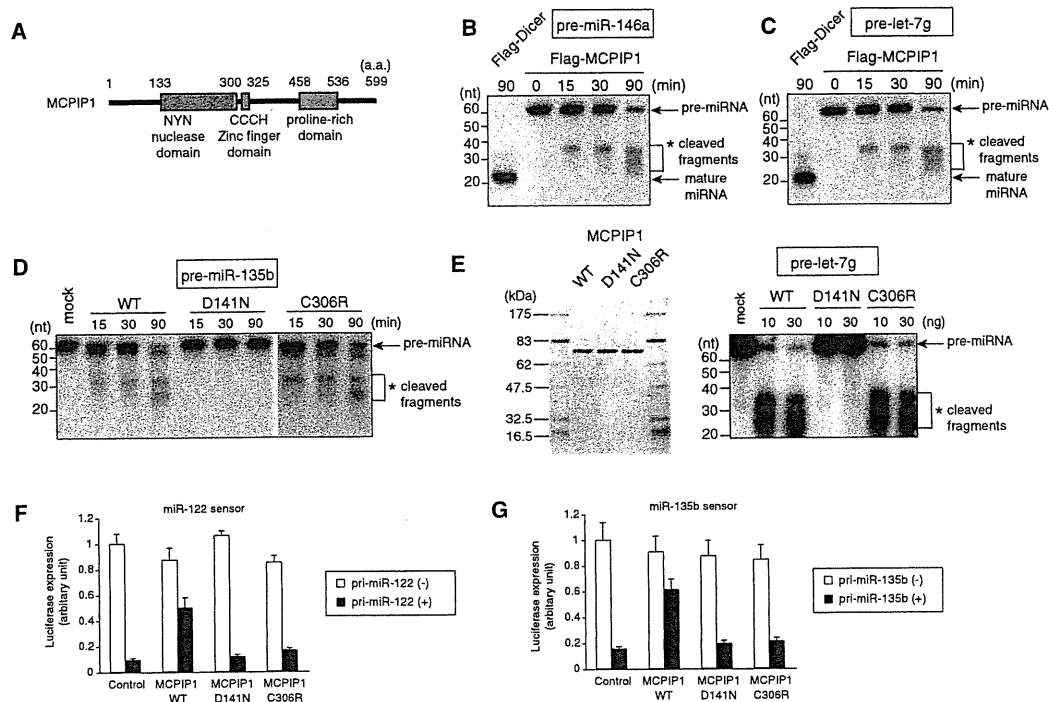 A
1 133 300 325 458 536 (a.a.) 599
MCPIP1
NYN nuclease domain
CCCH Zinc finger domain
proline-rich domain
B
pre-miR-146a
Flag-Dicer
Flag-MCPIP1
90 0 15 30 90 (min)
(nt)
60
50
40
30
20
pre-miRNA
* cleaved fragments
mature miRNA
C
pre-let-7g
Flag-Dicer
Flag-MCPIP1
90 0 15 30 90 (min)
(nt)
60
50
40
30
20
pre-miRNA
* cleaved fragments
mature miRNA
D
pre-miR-135b
mock WT D141N C306R
15 30 90 15 30 90 15 30 90 (min)
(nt)
60
50
40
30
20
pre-miRNA
* cleaved fragments
E
MCPIP1
WT D141N C306R
(kDa)
175
83
62
47.5
32.5
16.5
pre-let-7g
mock WT D141N C306R
10 30 10 30 10 30 (ng)
(nt)
60
50
40
30
20
pre-miRNA
* cleaved fragments
F
miR-122 sensor
Luciferase expression
(arbitary unit)
1.2
1
0.8
0.6
0.4
0.2
0
Control
MCPIP1 WT
MCPIP1 D141N
MCPIP1 C306R
pri-miR-122 (-)
pri-miR-122 (+)
G
miR-135b sensor
Luciferase expression
(arbitary unit)
1.2
1
0.8
0.6
0.4
0.2
0
Control
MCPIP1 WT
MCPIP1 D141N
MCPIP1 C306R
pri-miR-135b (-)
pri-miR-135b (+)